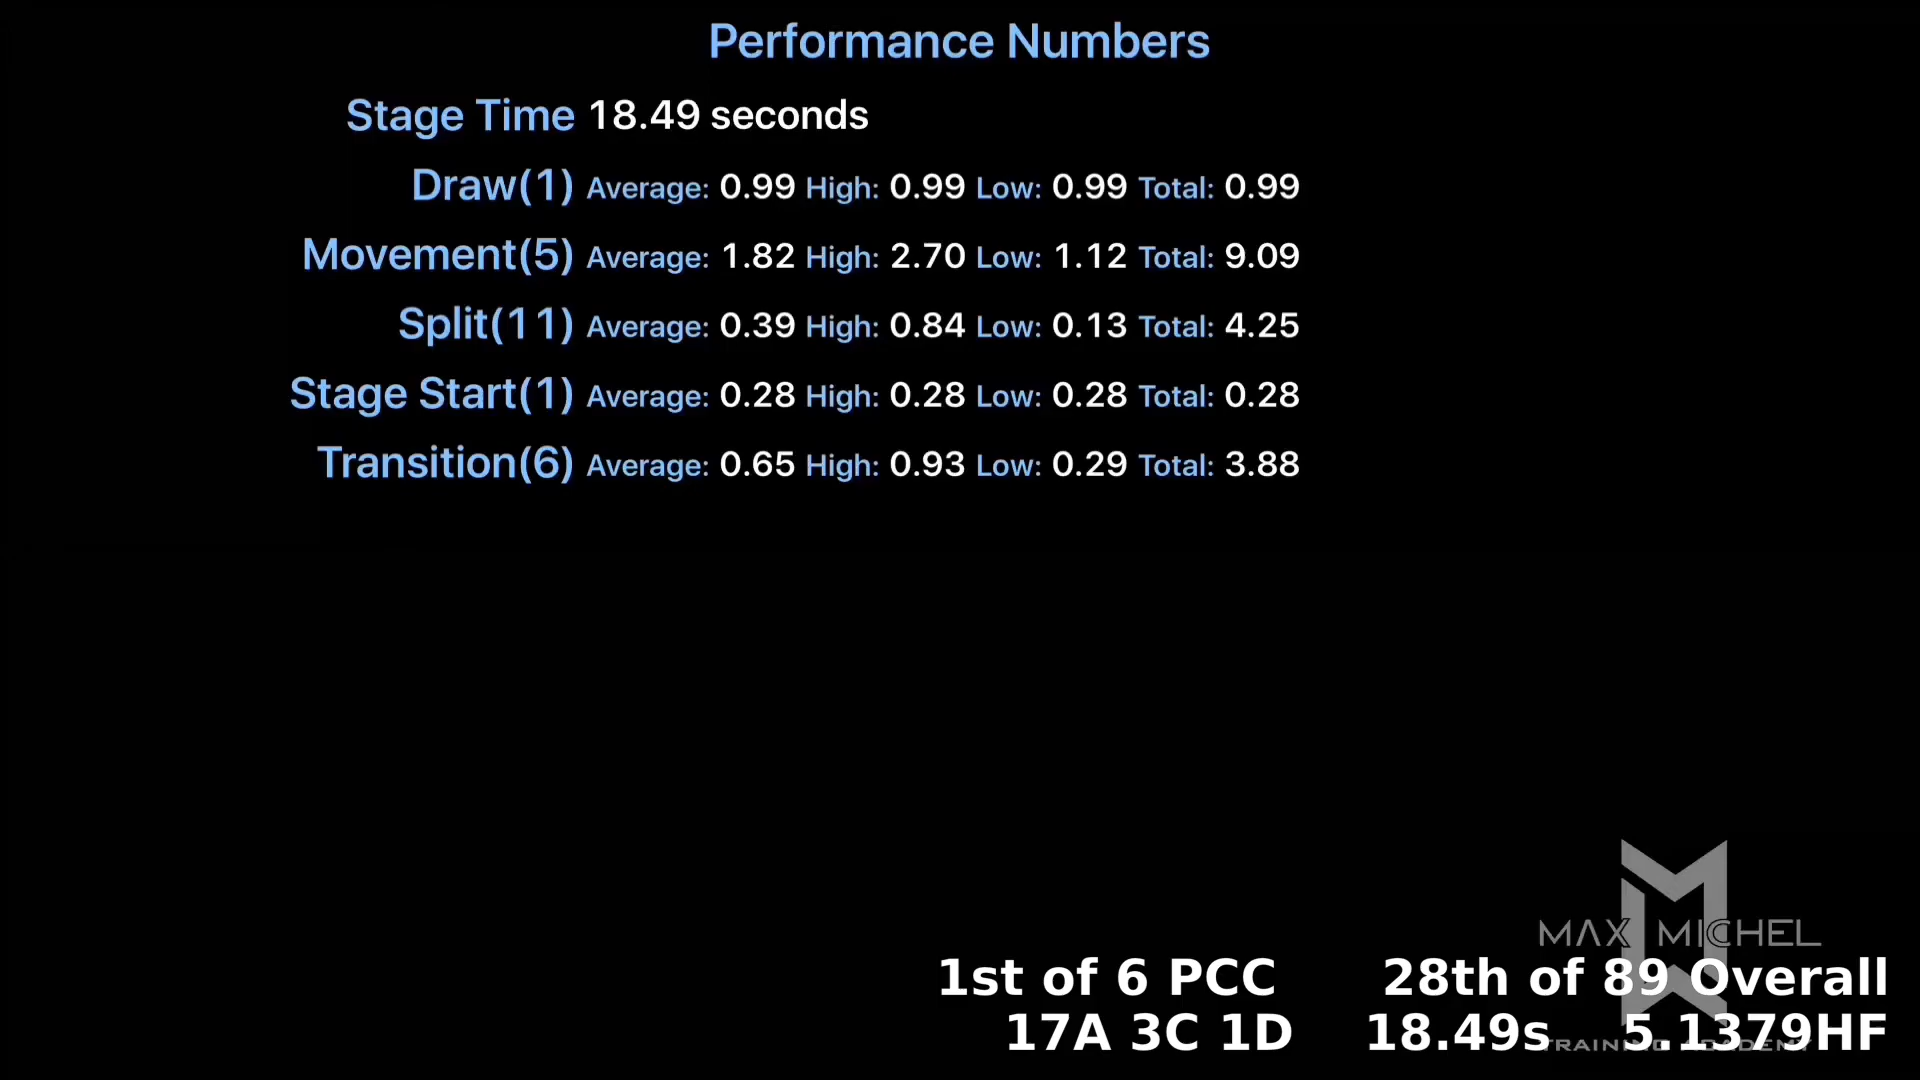 Performance Numbers
Stage Time 18.49 seconds
Draw(1) Average: 0.99 High: 0.99 Low: 0.99 Total: 0.99
Movement(5) Average: 1.82 High: 2.70 Low: 1.12 Total: 9.09
Split(11) Average: 0.39 High: 0.84 Low: 0.13 Total: 4.25
Stage Start(1) Average: 0.28 High: 0.28 Low: 0.28 Total: 0.28
Transition(6) Average: 0.65 High: 0.93 Low: 0.29 Total: 3.88
MAX MICHEL
1st of 6 PCC 28th of 89 Overall
17A 3C 1D 18.49s 5.1379HF
TRAINING ACADEMY